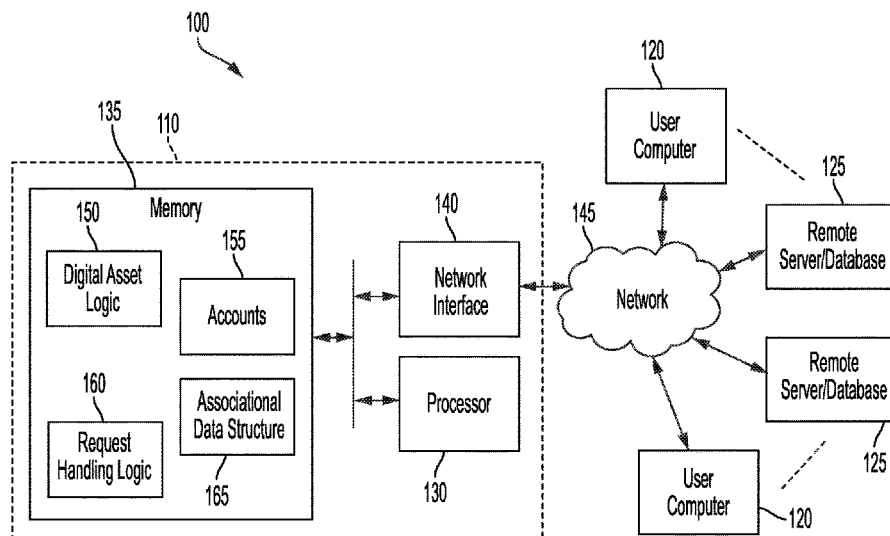 100
120
User
Computer
135
110
125
Memory
150
140
145
Remote
Server/Database
155
Digital Asset
Logic
Network
Interface
Network
Accounts
160
Associational
Data Structure
Processor
Remote
Server/Database
Request
Handling Logic
165
130
125
User
Computer
120